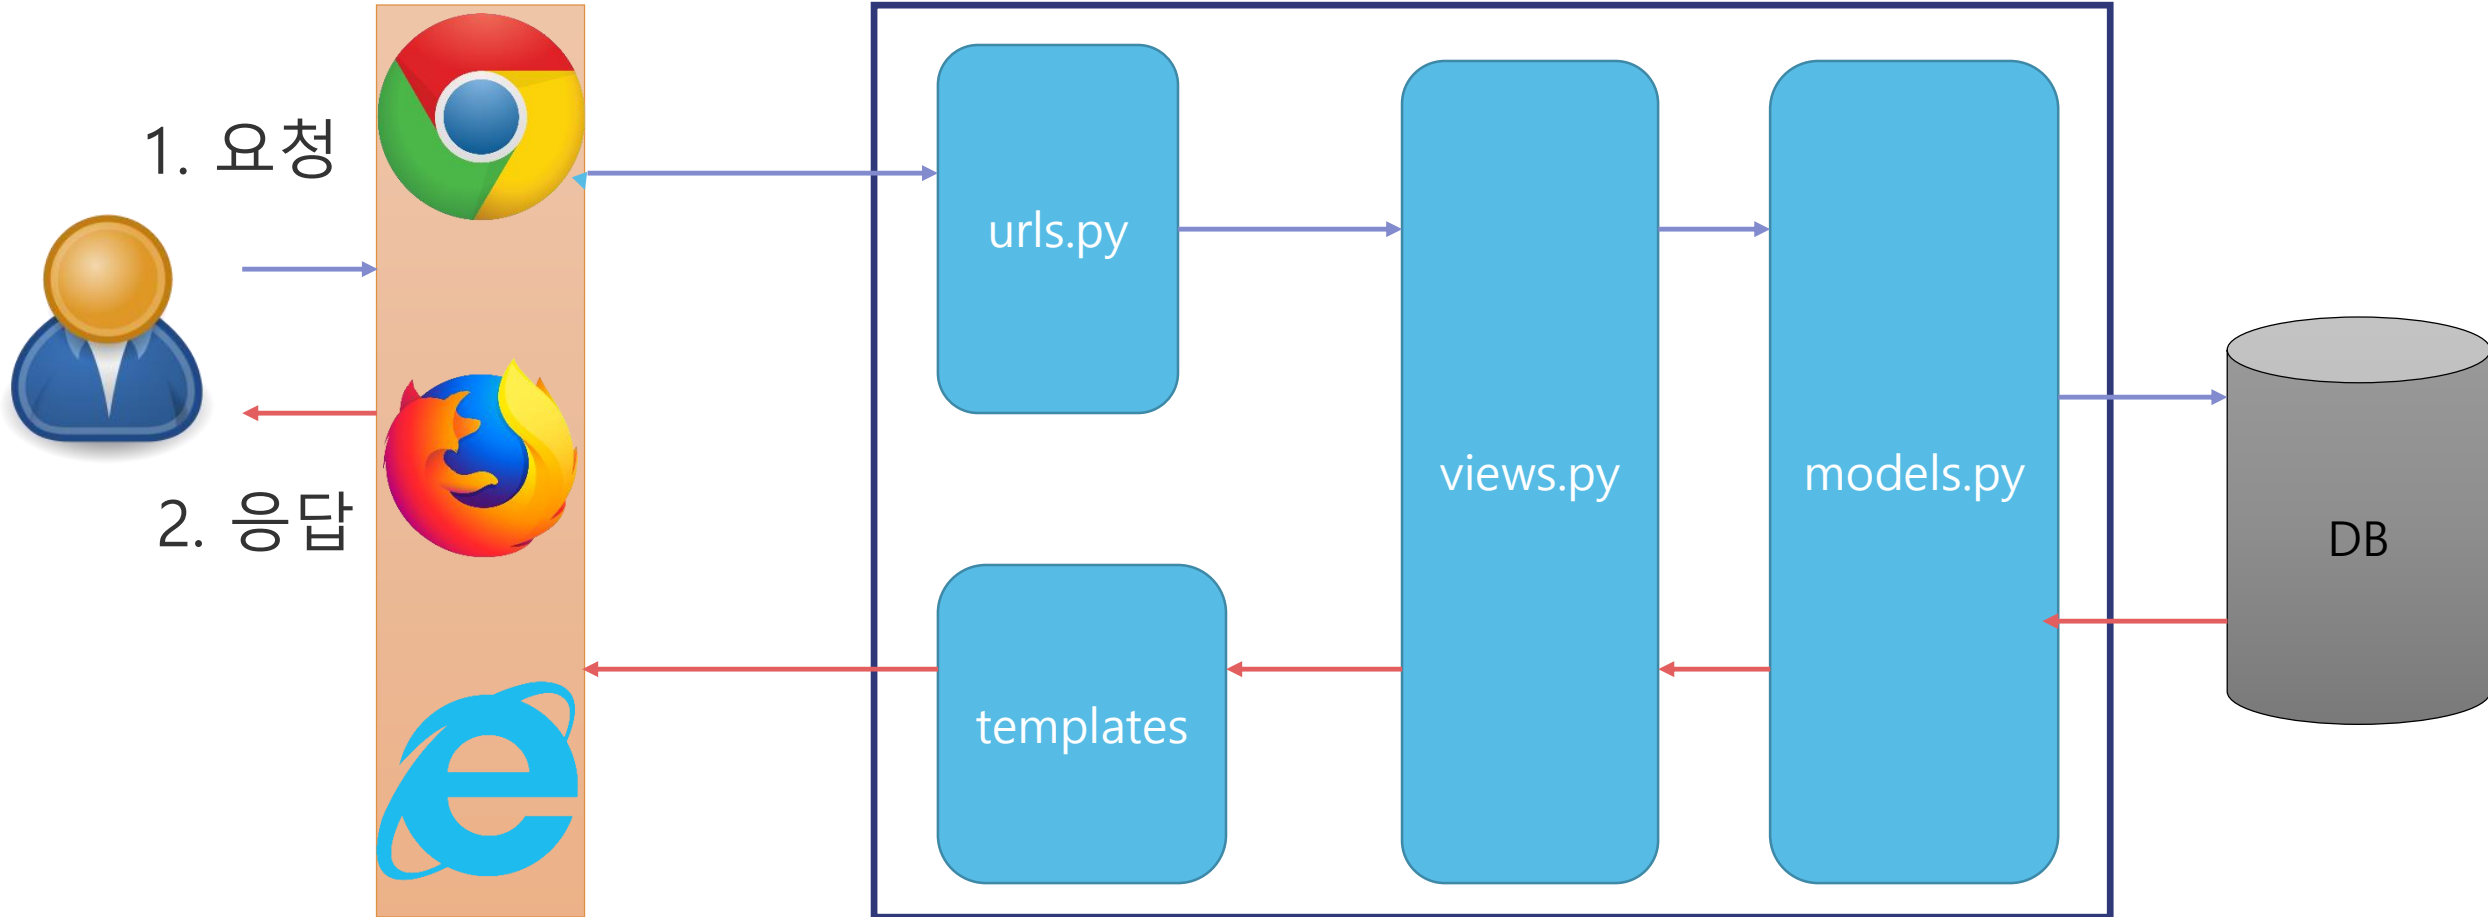 1. 요청
2. 응답
urls.py
views.py
models.py
templates
DB